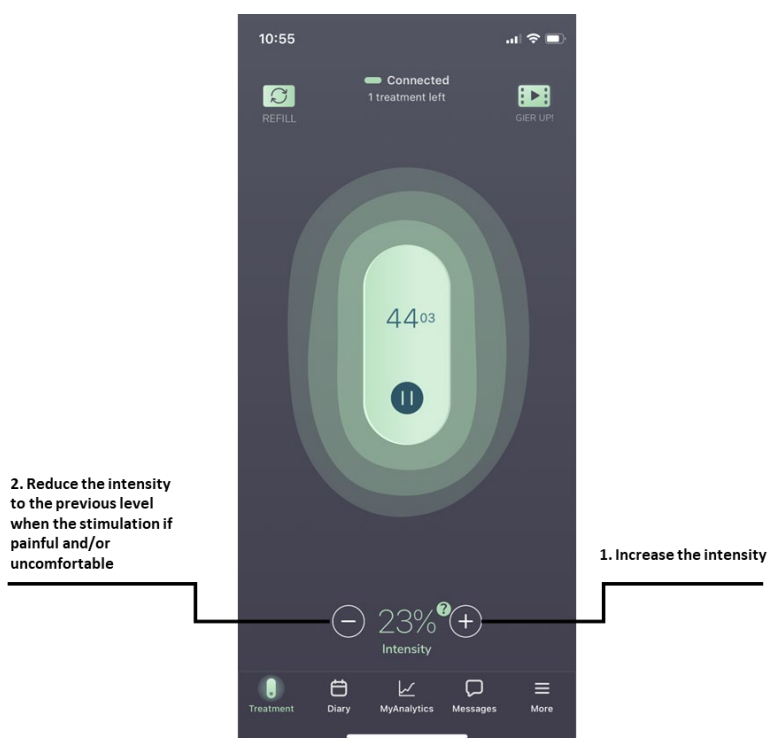 10:55
Connected
1 treatment left
REFILL
GIER UP!
44 03
2. Reduce the intensity
to the previous level
when the stimulation if
painful and/or
uncomfortable
1. Increase the intensity
23% ?
Intensity
Treatment
Diary
MyAnalytics
Messages
More